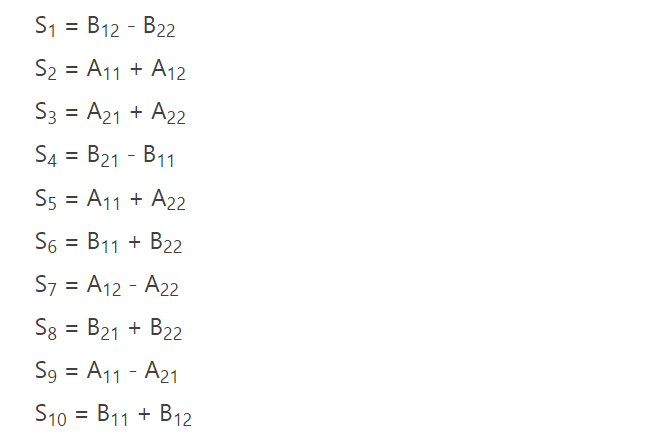 S₁ = B₁₂ - B₂₂
S₂ = A₁₁ + A₁₂
S₃ = A₂₁ + A₂₂
S₄ = B₂₁ - B₁₁
S₅ = A₁₁ + A₂₂
S₆ = B₁₁ + B₂₂
S₇ = A₁₂ - A₂₂
S₈ = B₂₁ + B₂₂
S₉ = A₁₁ - A₂₁
S₁₀ = B₁₁ + B₁₂